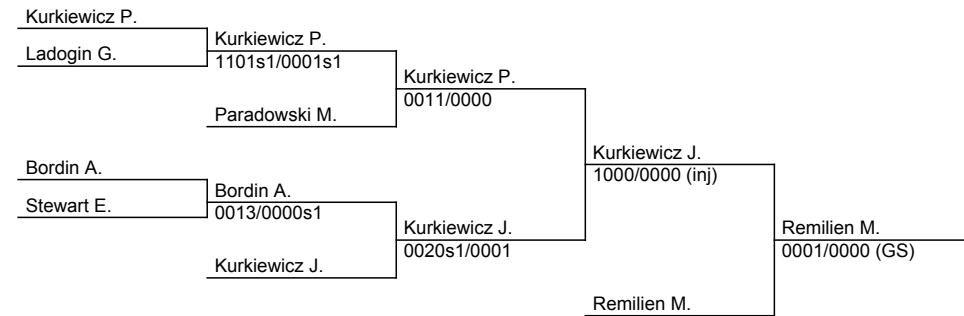 Kurkiewicz P.
Ladogin G.
Kurkiewicz P.
1101s1/0001s1
Paradowski M.
Kurkiewicz P.
0011/0000
Bordin A.
Stewart E.
Bordin A.
0013/0000s1
Kurkiewicz J.
Kurkiewicz J.
0020s1/0001
Kurkiewicz J.
1000/0000 (inj)
Remilien M.
Remilien M.
0001/0000 (GS)